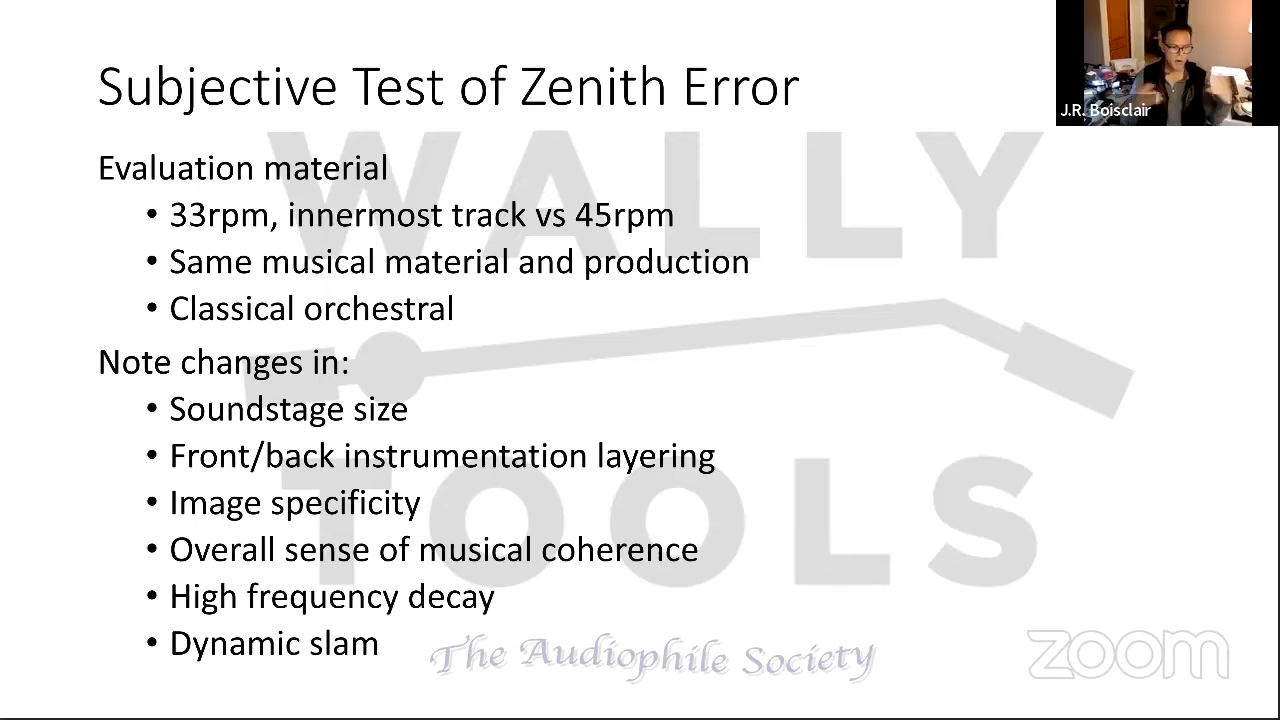 Subjective Test of Zenith Error
J.R. Boisclair
Evaluation material
• 33rpm, innermost track vs 45rpm
• Same musical material and production
• Classical orchestral
Note changes in:
• Soundstage size
• Front/back instrumentation layering
• Image specificity
• Overall sense of musical coherence
• High frequency decay
• Dynamic slam
WALLY
TOOLS
The Audiophile Society
zoom